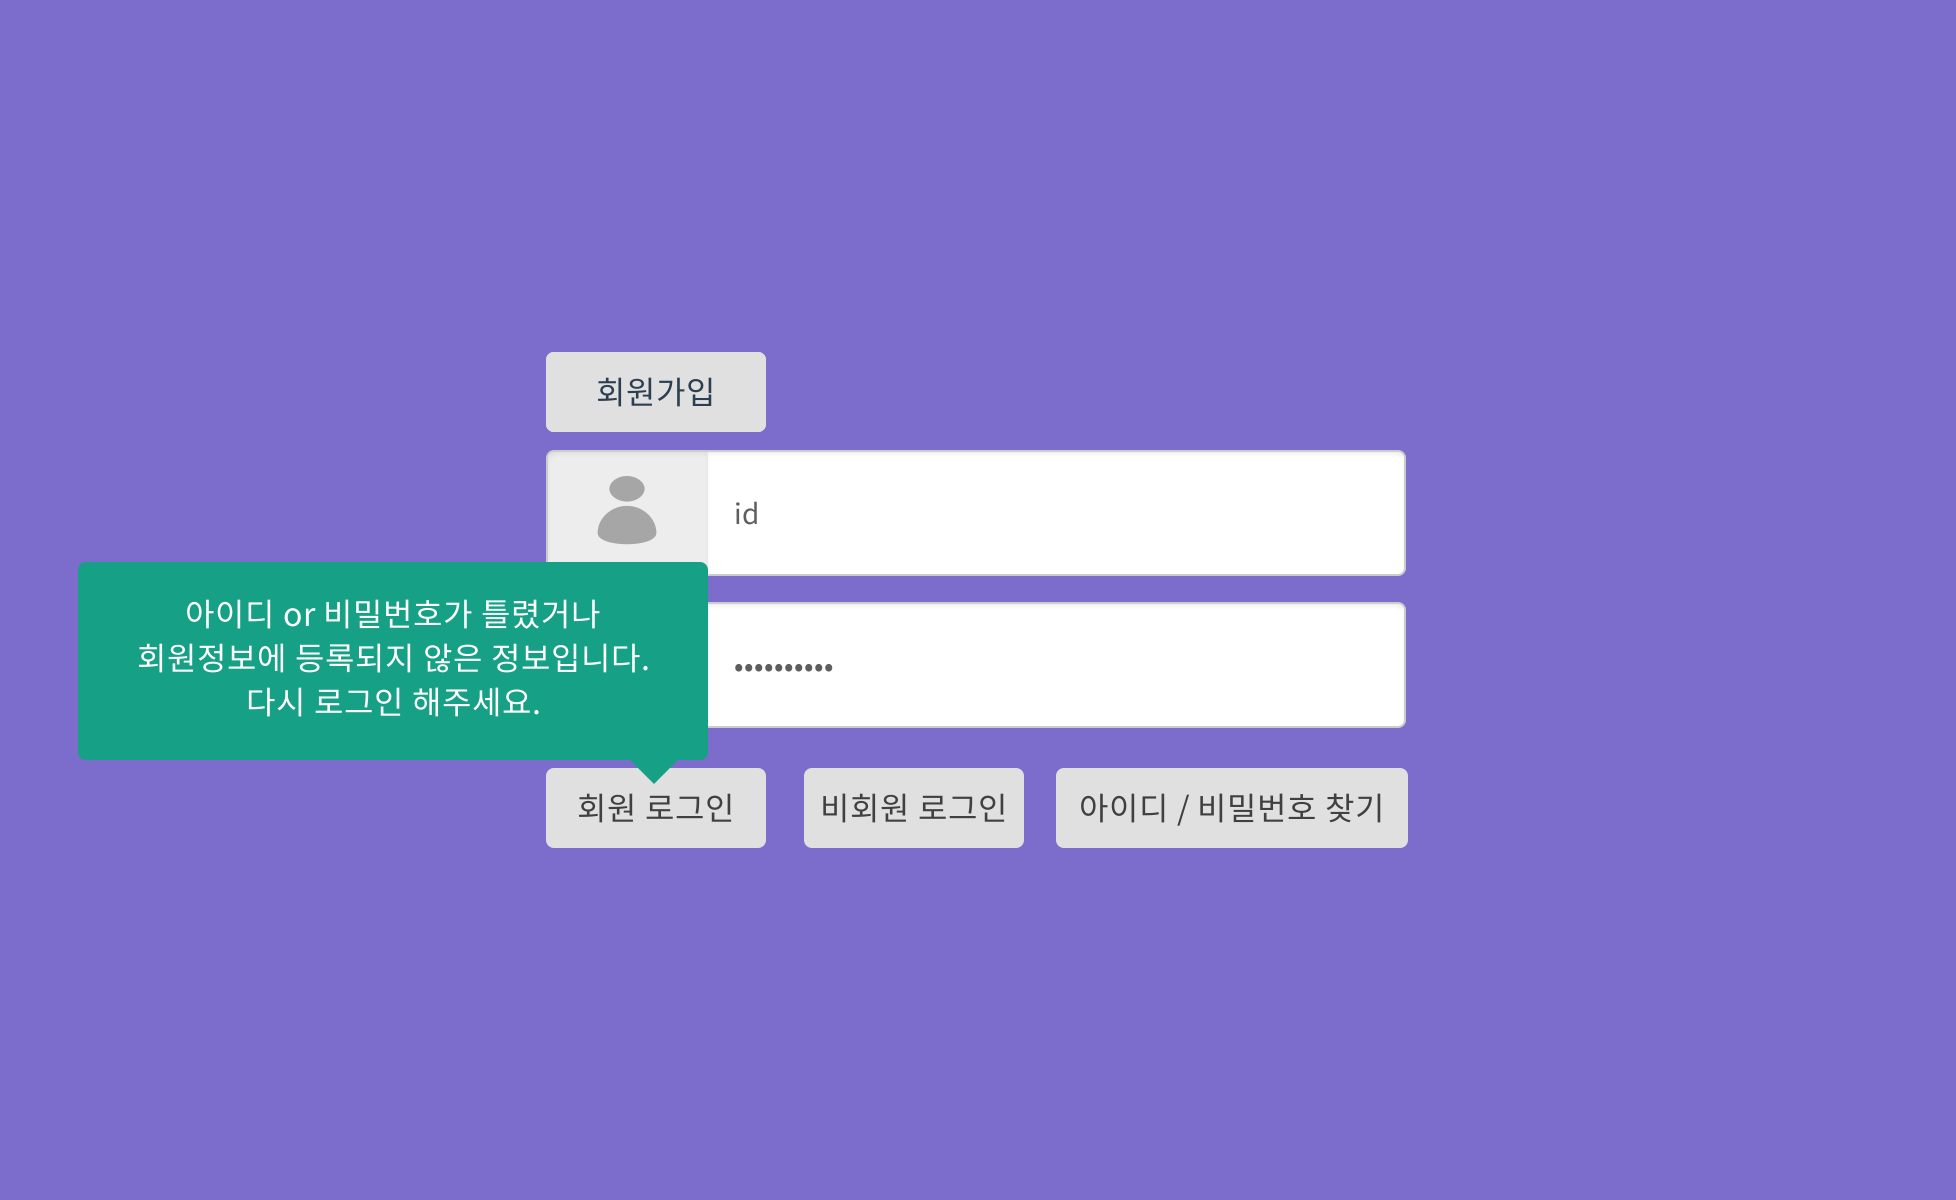 회원가입
id
아이디 or 비밀번호가 틀렸거나
회원정보에 등록되지 않은 정보입니다.
다시 로그인 해주세요.
••••••••••
회원 로그인
비회원 로그인
아이디 / 비밀번호 찾기